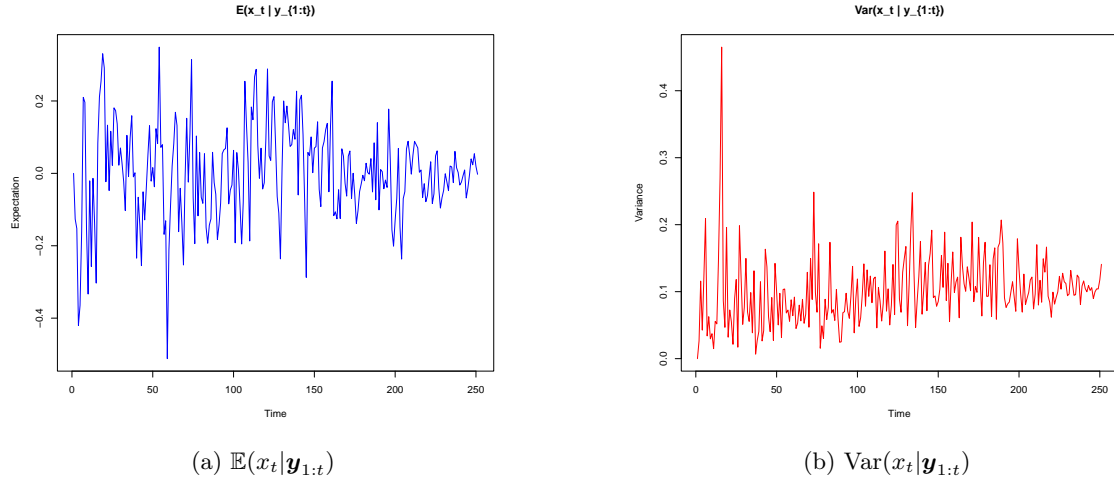 E(x_t | y_{1:t})
Expectation
0.2
0.0
−0.2
−0.4
0
50
100
150
200
250
Time
(a) 𝔼(x_t|𝒚_{1:t})
Var(x_t | y_{1:t})
Variance
0.4
0.3
0.2
0.1
0.0
0
50
100
150
200
250
Time
(b) Var(x_t|𝒚_{1:t})